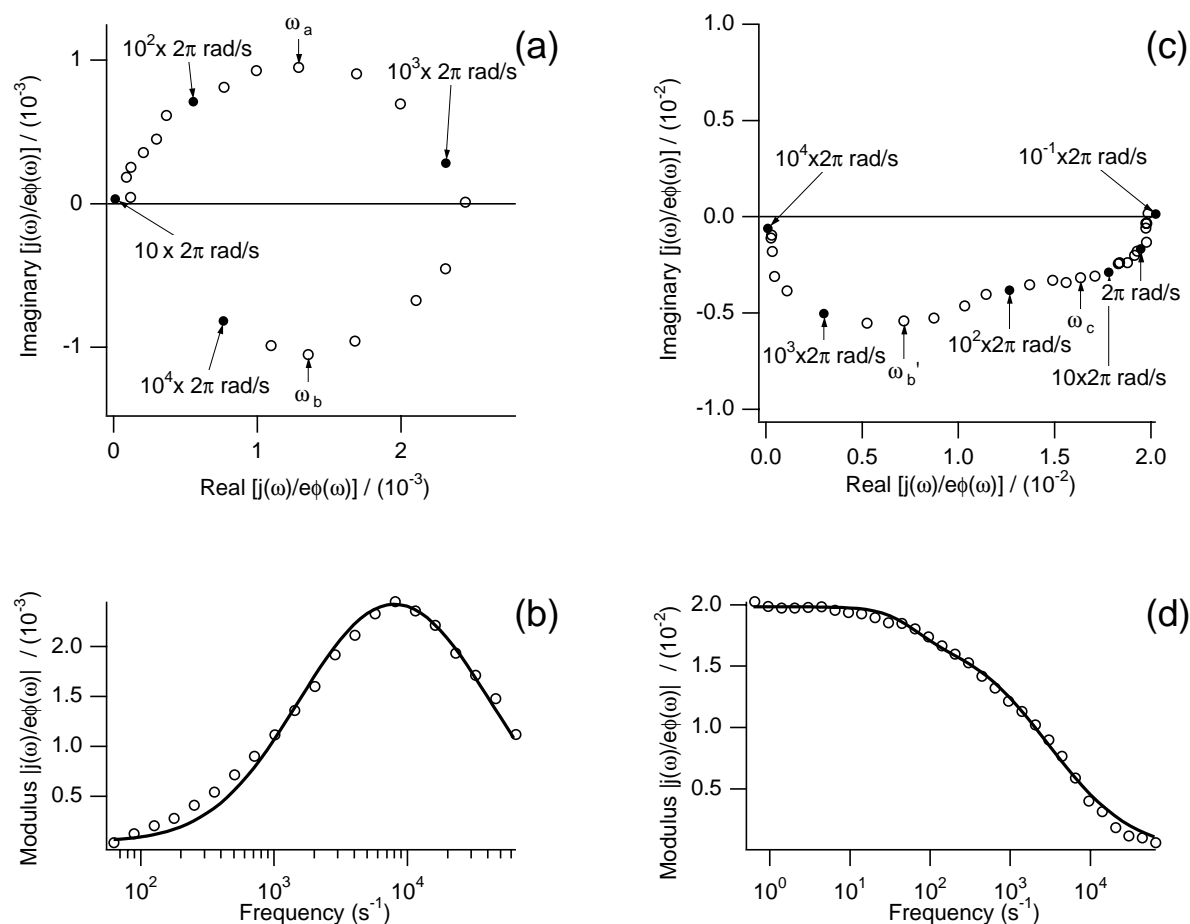 (a)
ω_a
10²x 2π rad/s
10³x 2π rad/s
1
0
-1
10 x 2π rad/s
10⁴x 2π rad/s
ω_b
Imaginary [j(ω)/eϕ(ω)] / (10⁻³)
0
1
2
Real [j(ω)/eϕ(ω)] / (10⁻³)
(c)
1.0
0.5
0.0
-0.5
-1.0
10⁴x2π rad/s
10⁻¹x2π rad/s
2π rad/s
10³x2π rad/s
ω_b'
10²x2π rad/s
ω_c
10x2π rad/s
-0.0
Imaginary [j(ω)/eϕ(ω)] / (10⁻²)
0.0
0.5
1.0
1.5
2.0
Real [j(ω)/eϕ(ω)] / (10⁻²)
(b)
2.0
1.5
1.0
0.5
Modulus |j(ω)/eϕ(ω)| / (10⁻³)
10²
10³
10⁴
Frequency (s⁻¹)
(d)
2.0
1.5
1.0
0.5
Modulus |j(ω)/eϕ(ω)| / (10⁻²)
10⁰
10¹
10²
10³
10⁴
Frequency (s⁻¹)